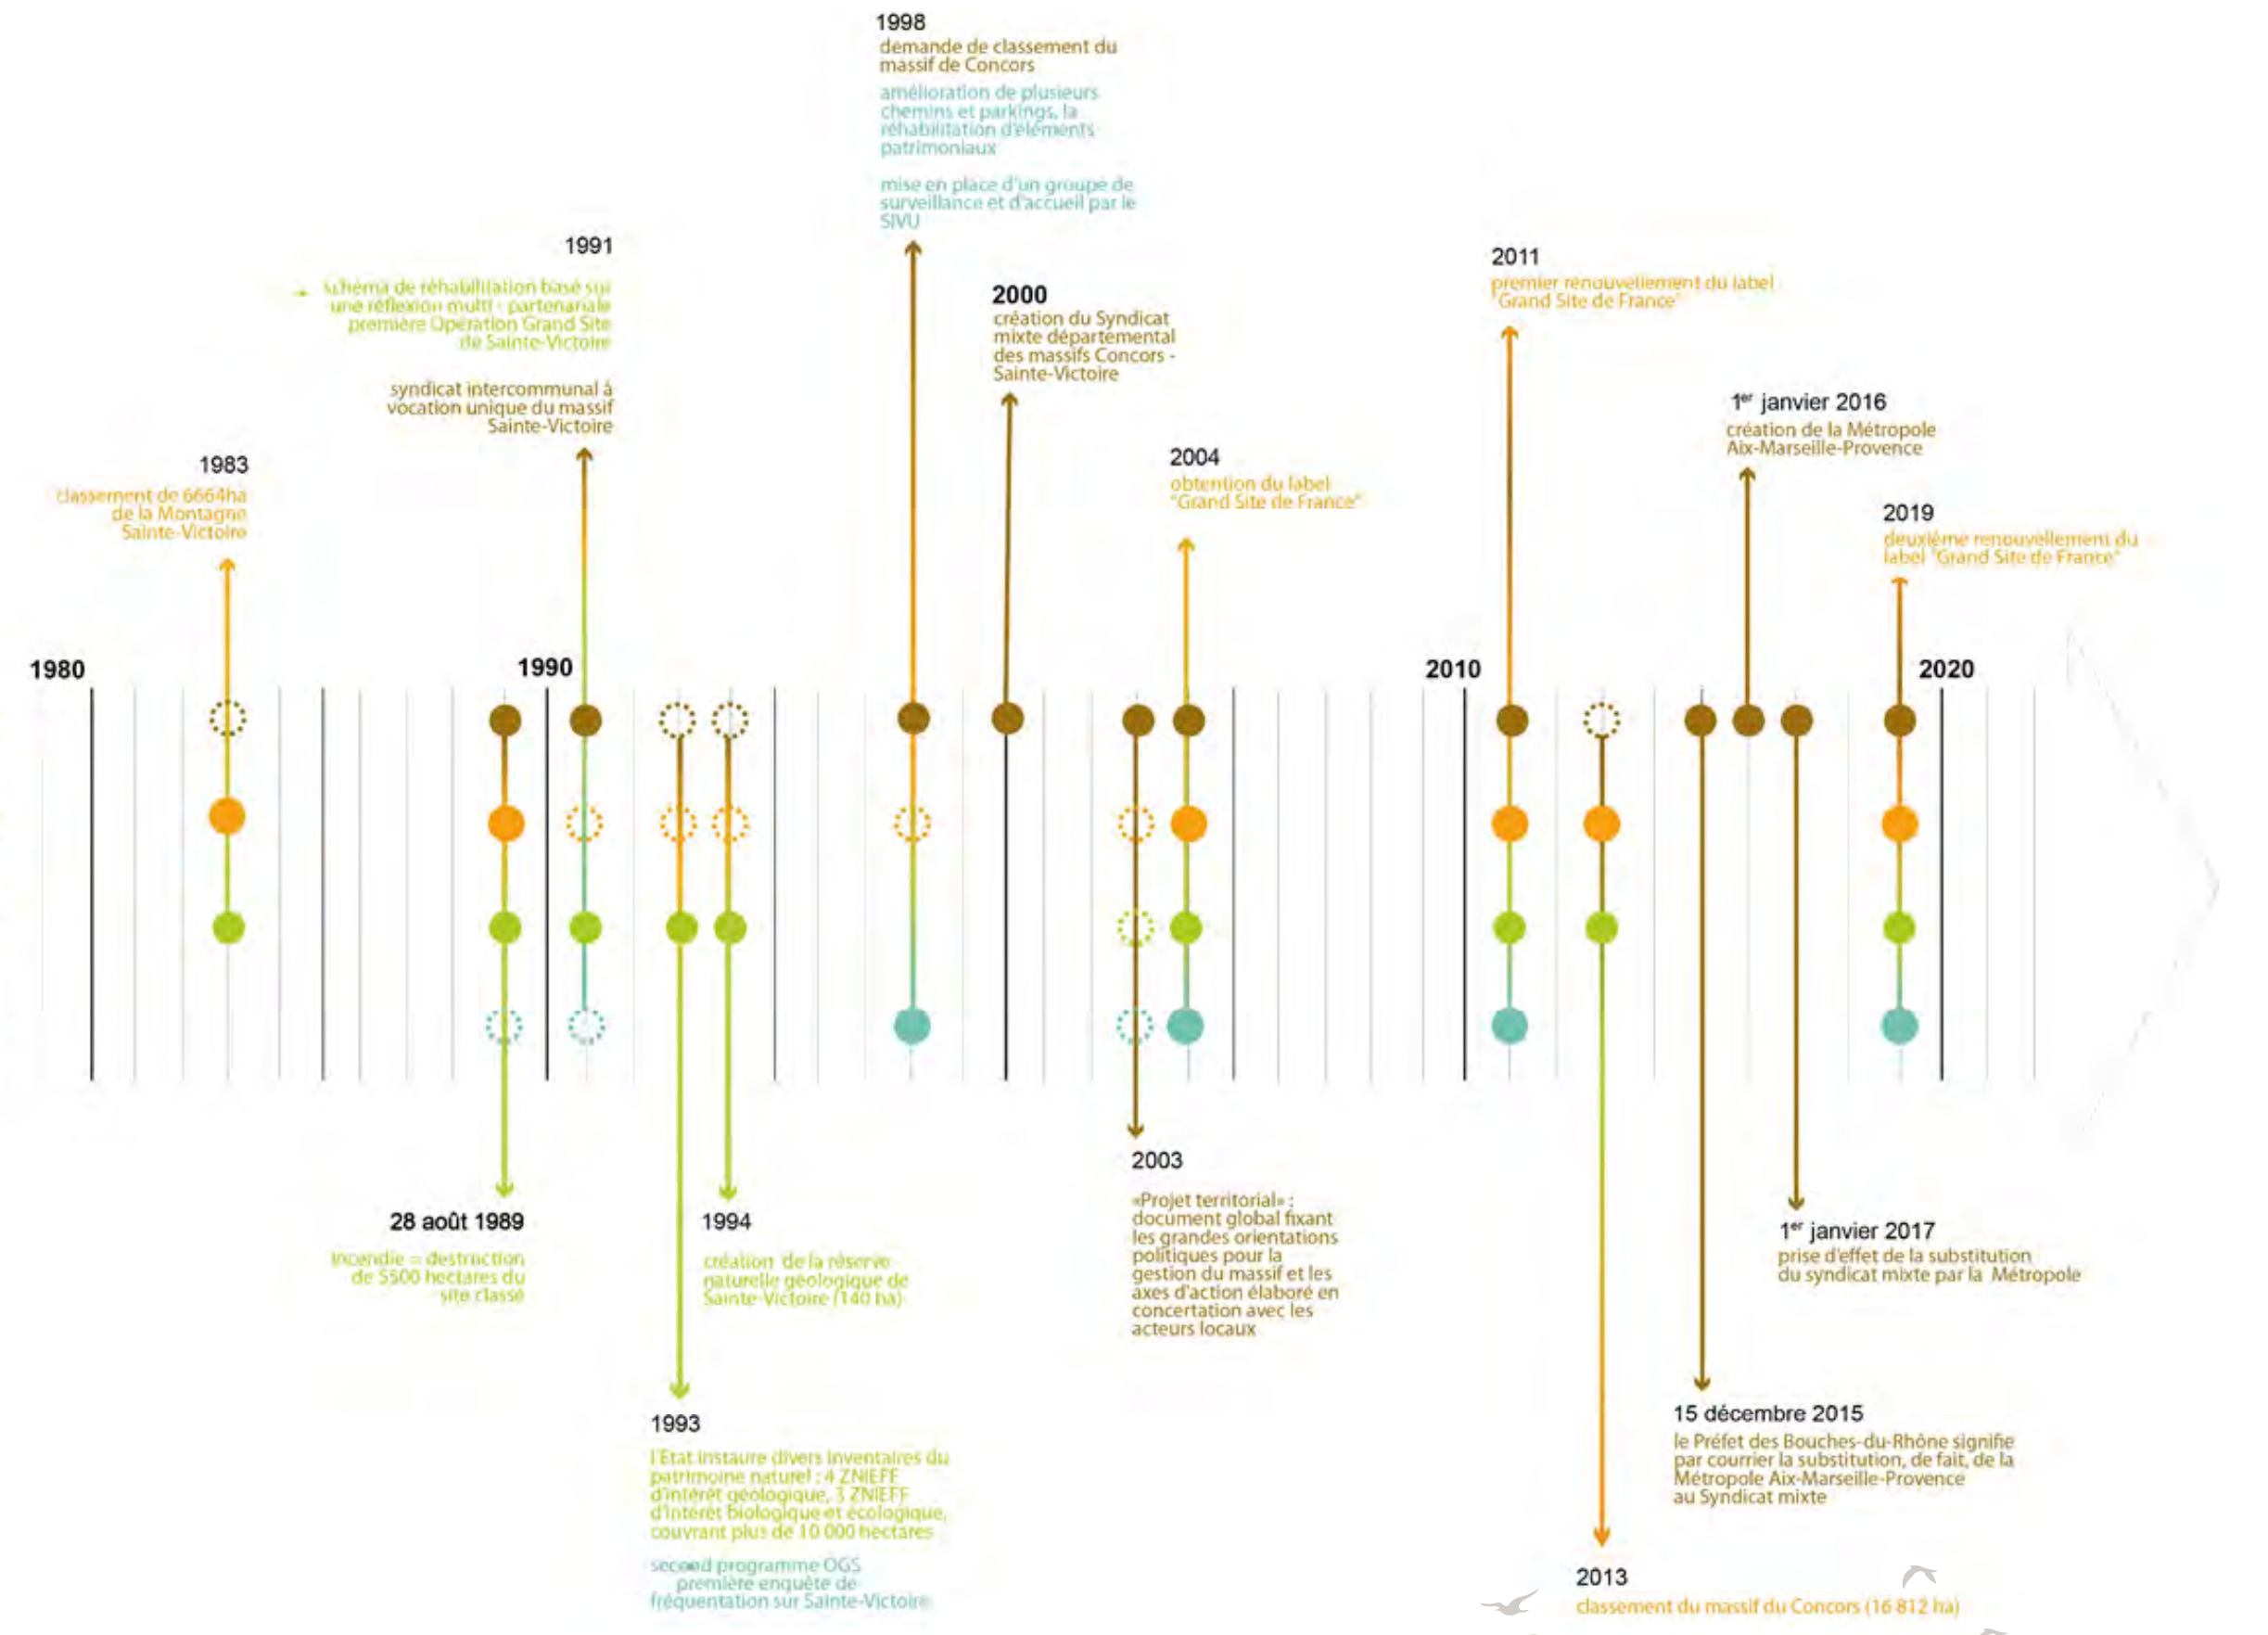 1998
demande de classement du
massif de Concors
amélioration de plusieurs
chemins et parkings, la
réhabilitation d'éléments
patrimoniaux
mise en place d'un groupe de
surveillance et d'accueil par le
SIVU
1991
schéma de réhabilitation basé sur
une réflexion multi - partenariale
première Opération Grand Site
de Sainte-Victoire
syndicat intercommunal à
vocation unique du massif
Sainte-Victoire
2000
création du Syndicat
mixte départemental
des massifs Concors -
Sainte-Victoire
2011
premier renouvellement du label
"Grand Site de France"
1er janvier 2016
création de la Métropole
Aix-Marseille-Provence
1983
classement de 6664ha
de la Montagne
Sainte-Victoire
2004
obtention du label
"Grand Site de France"
2019
deuxième renouvellement du
label "Grand Site de France"
1980
1990
2010
2020
28 août 1989
incendie = destruction
de 5500 hectares du
site classé
1994
création de la réserve
naturelle géologique de
Sainte-Victoire (140 ha)
2003
«Projet territorial» :
document global fixant
les grandes orientations
politiques pour la
gestion du massif et les
axes d'action élaboré en
concertation avec les
acteurs locaux
1er janvier 2017
prise d'effet de la substitution
du syndicat mixte par la Métropole
1993
l'Etat instaure divers inventaires du
patrimoine naturel : 4 ZNIEFF
d'intérêt géologique, 3 ZNIEFF
d'intérêt biologique et écologique,
couvrant plus de 10 000 hectares
second programme OGS
première enquête de
fréquentation sur Sainte-Victoire
15 décembre 2015
le Préfet des Bouches-du-Rhône signifie
par courrier la substitution, de fait, de la
Métropole Aix-Marseille-Provence
au Syndicat mixte
2013
classement du massif du Concors (16 812 ha)